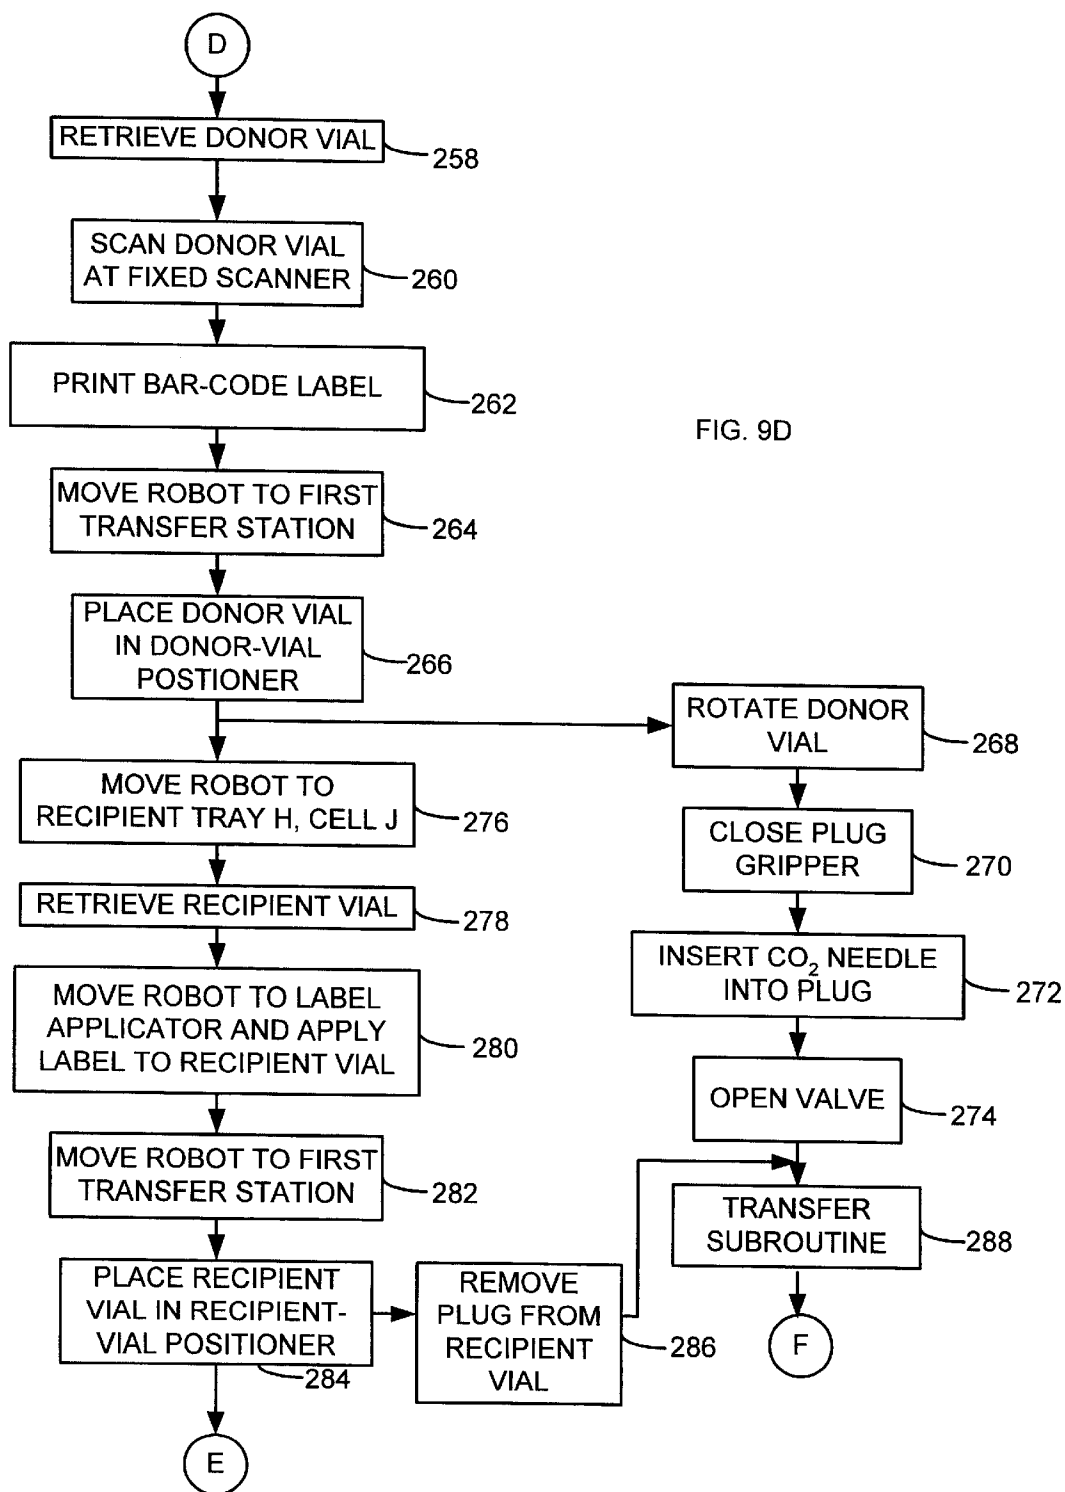 D
RETRIEVE DONOR VIAL
258
SCAN DONOR VIAL
AT FIXED SCANNER
260
PRINT BAR-CODE LABEL
262
FIG. 9D
MOVE ROBOT TO FIRST
TRANSFER STATION
264
PLACE DONOR VIAL
IN DONOR-VIAL
POSTIONER
266
ROTATE DONOR
VIAL
268
MOVE ROBOT TO
RECIPIENT TRAY H, CELL J
276
CLOSE PLUG
GRIPPER
270
RETRIEVE RECIPIENT VIAL
278
INSERT CO₂ NEEDLE
INTO PLUG
272
MOVE ROBOT TO LABEL
APPLICATOR AND APPLY
LABEL TO RECIPIENT VIAL
280
OPEN VALVE
274
MOVE ROBOT TO FIRST
TRANSFER STATION
282
TRANSFER
SUBROUTINE
288
PLACE RECIPIENT
VIAL IN RECIPIENT-
VIAL POSITIONER
284
REMOVE
PLUG FROM
RECIPIENT
VIAL
286
F
E